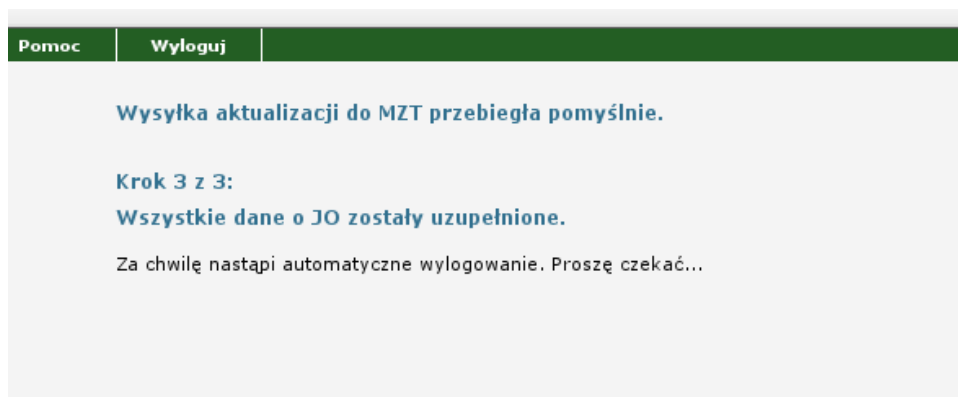 Pomoc Wyloguj
Wysyłka aktualizacji do MZT przebiegła pomyślnie.
Krok 3 z 3:
Wszystkie dane o JO zostały uzupełnione.
Za chwilę nastąpi automatyczne wylogowanie. Proszę czekać...